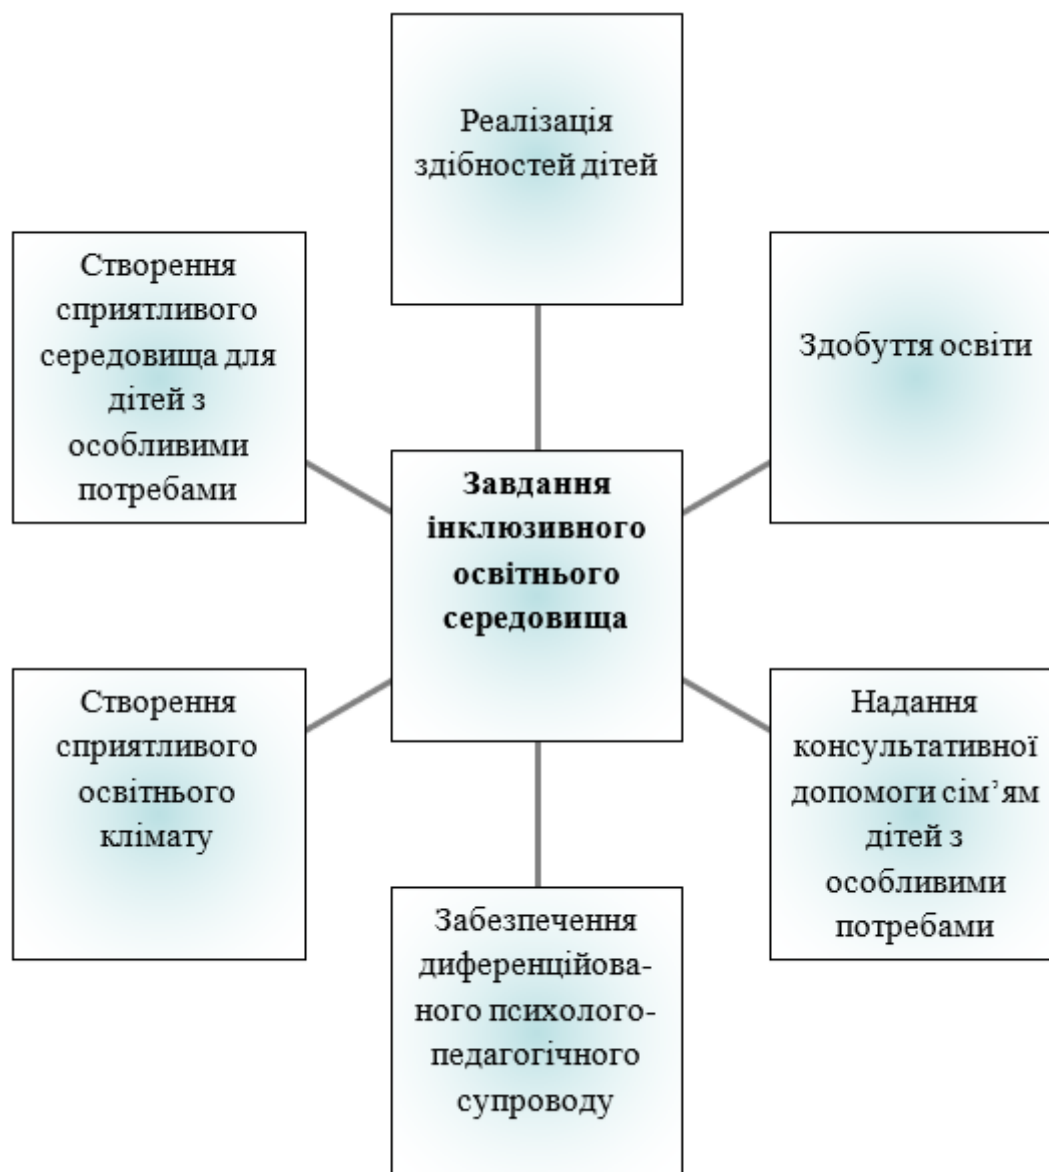 Реалізація
здібностей дітей
Створення
сприятливого
середовища для
дітей з
особливими
потребами
Здобуття освіти
Завдання
інклюзивного
освітнього
середовища
Створення
сприятливого
освітнього
клімату
Надання
консультативної
допомоги сім’ям
дітей з
особливими
потребами
Забезпечення
диференційова-
ного психолого-
педагогічного
супроводу